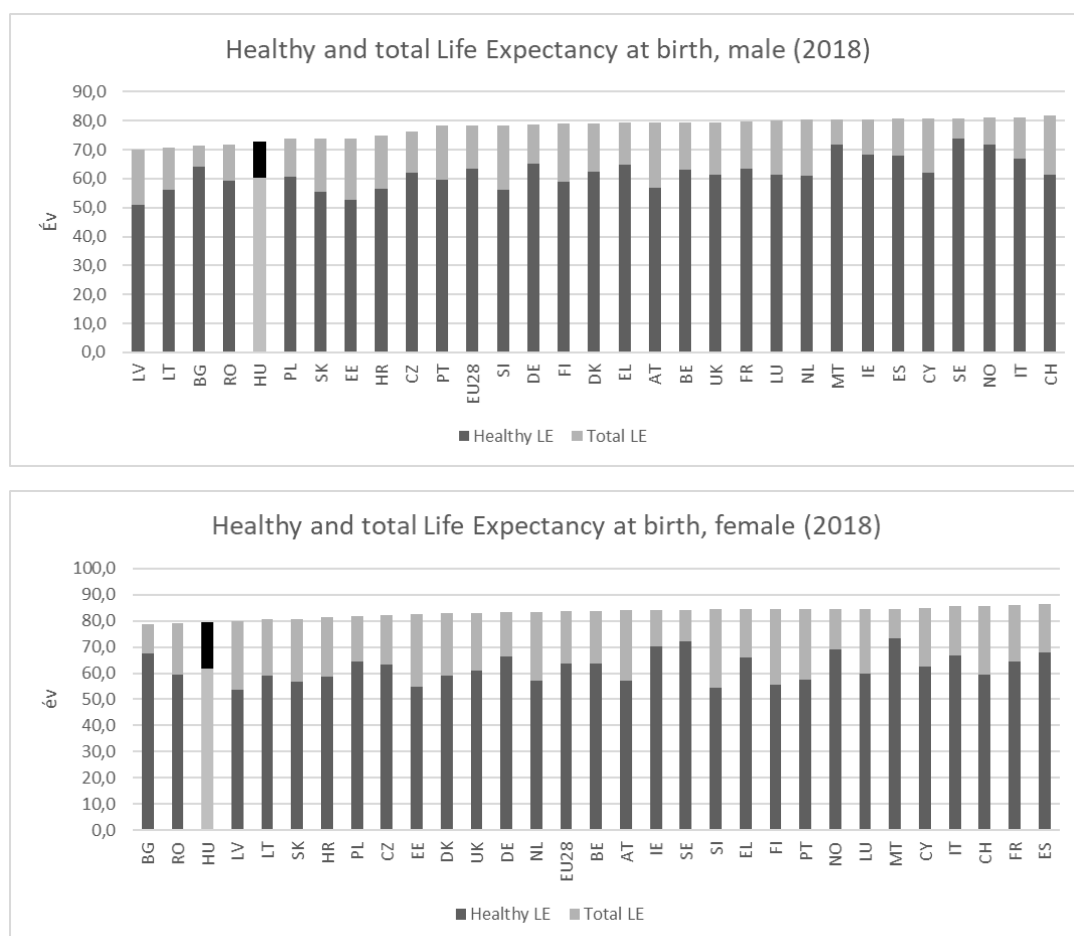 Healthy and total Life Expectancy at birth, male (2018)
90,0
80,0
70,0
60,0
50,0
40,0
30,0
20,0
10,0
0,0
Év
LV LT BG RO HU PL SK EE HR CZ PT EU28 SI DE FI DK EL AT BE UK FR LU NL MT IE ES CY SE NO IT CH
Healthy LE Total LE
Healthy and total Life Expectancy at birth, female (2018)
100,0
90,0
80,0
70,0
60,0
50,0
40,0
30,0
20,0
10,0
0,0
év
BG RO HU LV LT SK HR PL CZ EE DK UK DE NL EU28 BE AT IE SE SI EL FI PT NO LU MT CY IT CH FR ES
Healthy LE Total LE